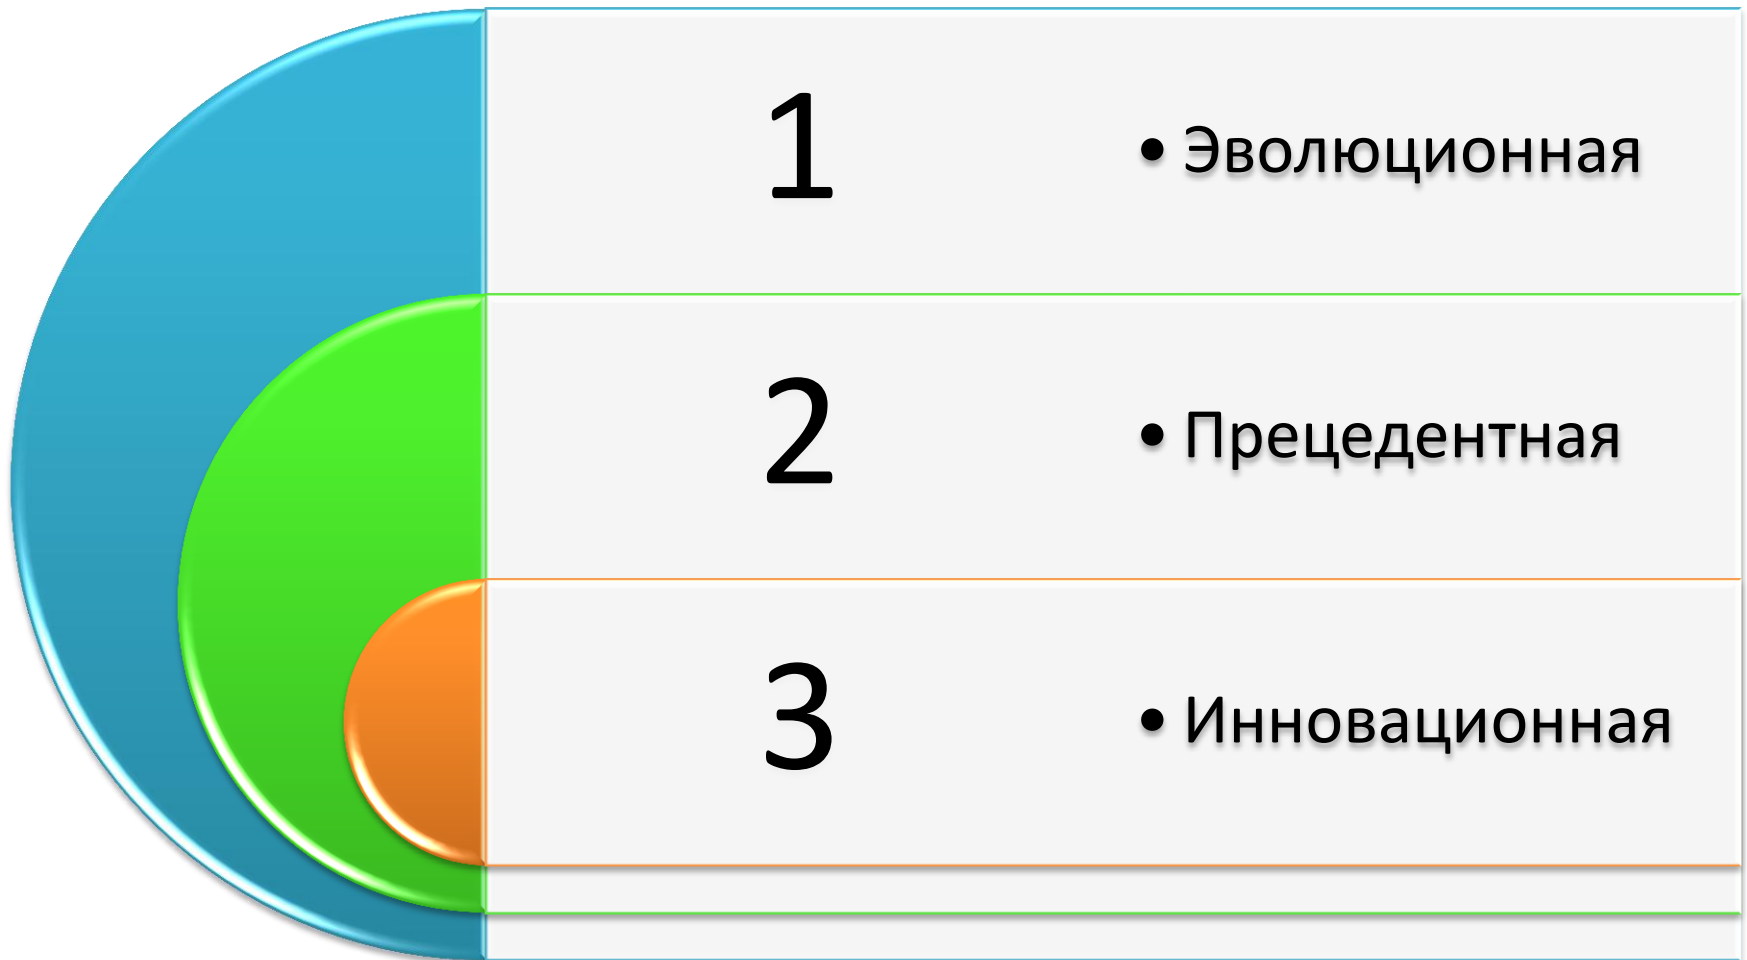 1
• Эволюционная
2
• Прецедентная
3
• Инновационная